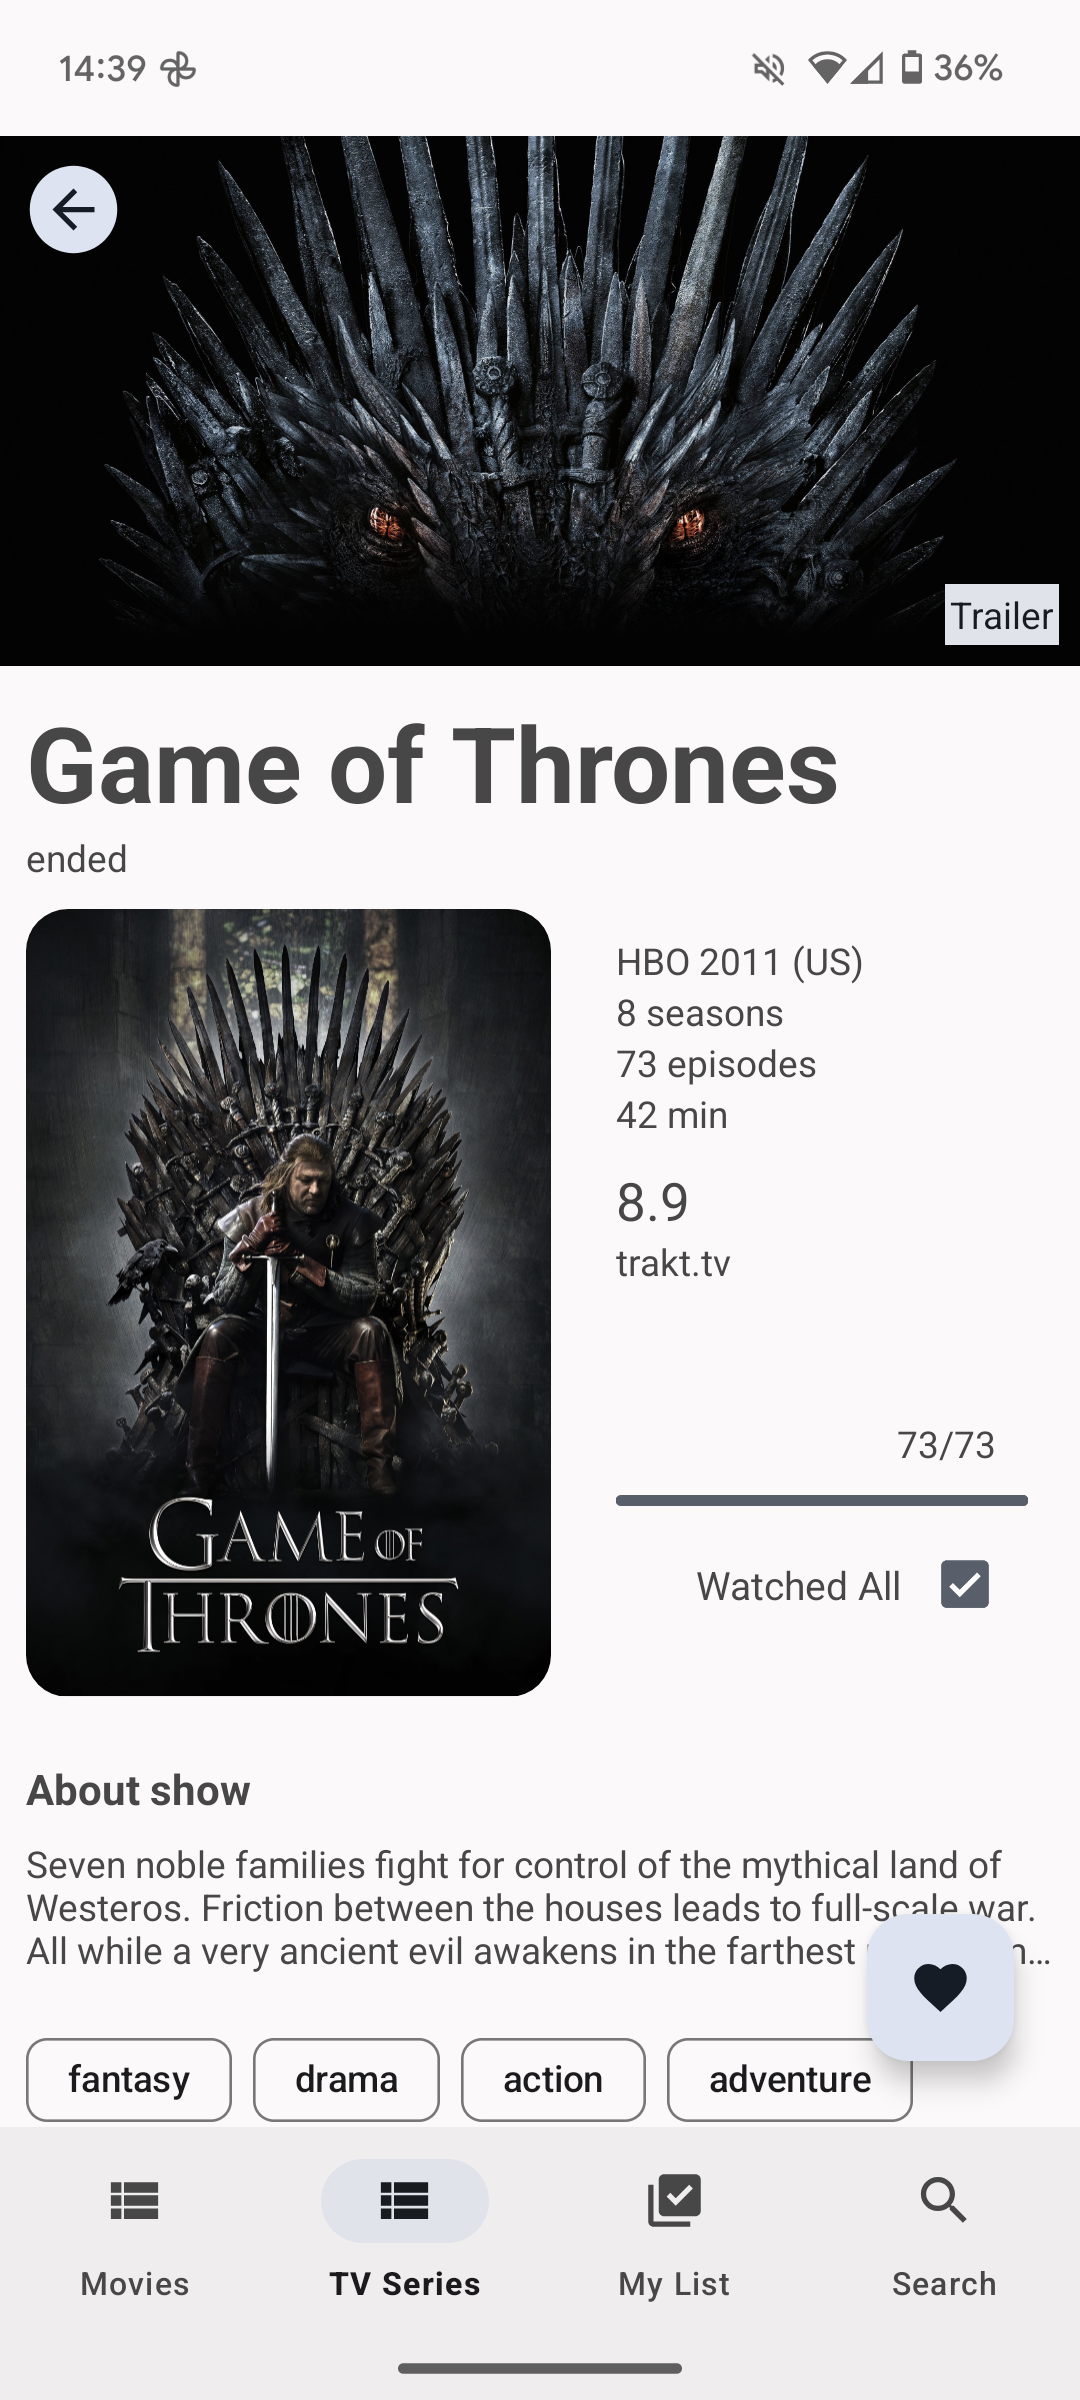 14:39
36%
Trailer
Game of Thrones
ended
HBO 2011 (US)
8 seasons
73 episodes
42 min
8.9
trakt.tv
73/73
Watched All
GAME OF
THRONES
About show
Seven noble families fight for control of the mythical land of
Westeros. Friction between the houses leads to full-scale war.
All while a very ancient evil awakens in the farthest
fantasy
drama
action
adventure
Movies
TV Series
My List
Search